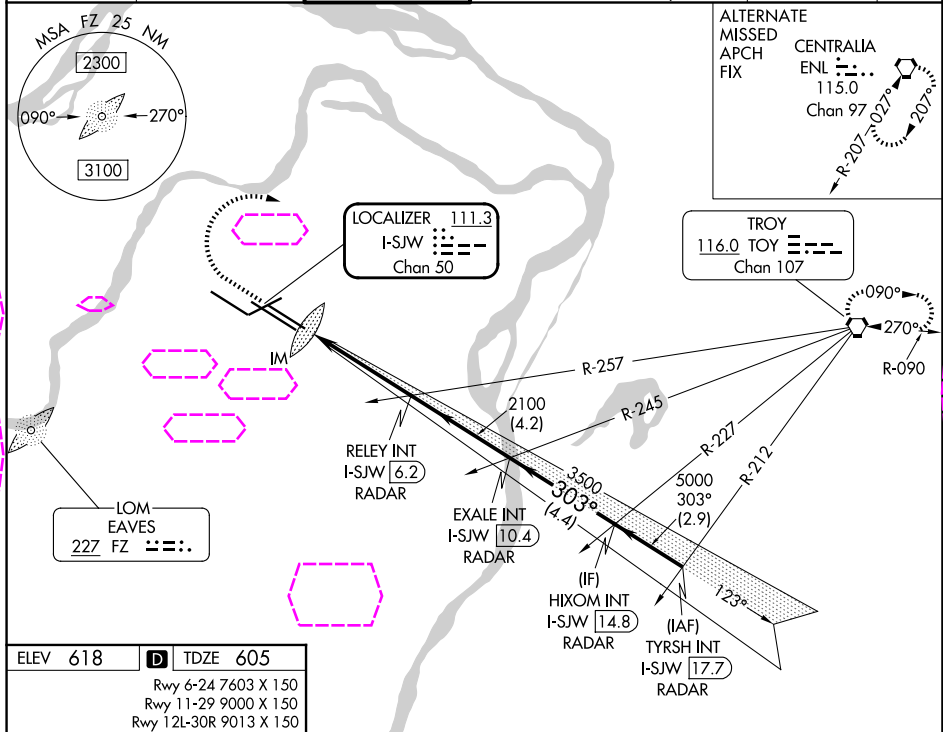 MSA FZ 25 NM
2300
090°
270°
3100
ALTERNATE
MISSED
APCH
FIX
CENTRALIA
ENL
115.0
Chan 97
R-207
027°
207°
LOCALIZER 111.3
I-SJW
Chan 50
TROY
116.0 TOY
Chan 107
090°
270°
R-090
IM
R-257
R-245
R-227
R-212
2100
(4.2)
RELEY INT
I-SJW 6.2
RADAR
3500
303°
(4.4)
5000
303°
(2.9)
EXALE INT
I-SJW 10.4
RADAR
LOM
EAVES
227 FZ
(IF)
HIXOM INT
I-SJW 14.8
RADAR
123°
(IAF)
TYRSH INT
I-SJW 17.7
RADAR
ELEV 618 D TDZE 605
Rwy 6-24 7603 X 150
Rwy 11-29 9000 X 150
Rwy 12L-30R 9013 X 150